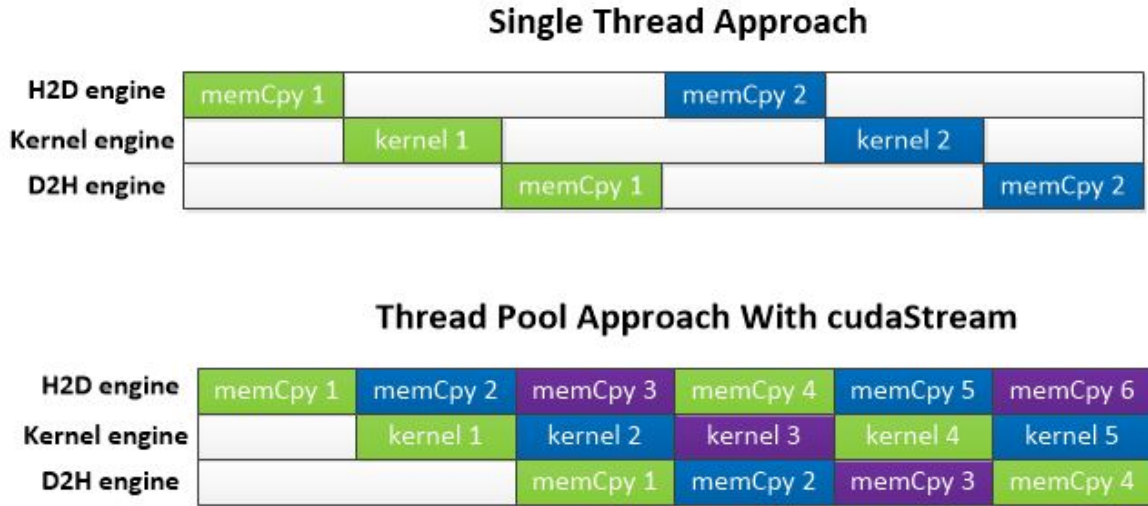 Single Thread Approach
H2D engine memCpy 1 memCpy 2
Kernel engine kernel 1 kernel 2
D2H engine memCpy 1 memCpy 2
Thread Pool Approach With cudaStream
H2D engine memCpy 1 memCpy 2 memCpy 3 memCpy 4 memCpy 5 memCpy 6
Kernel engine kernel 1 kernel 2 kernel 3 kernel 4 kernel 5
D2H engine memCpy 1 memCpy 2 memCpy 3 memCpy 4